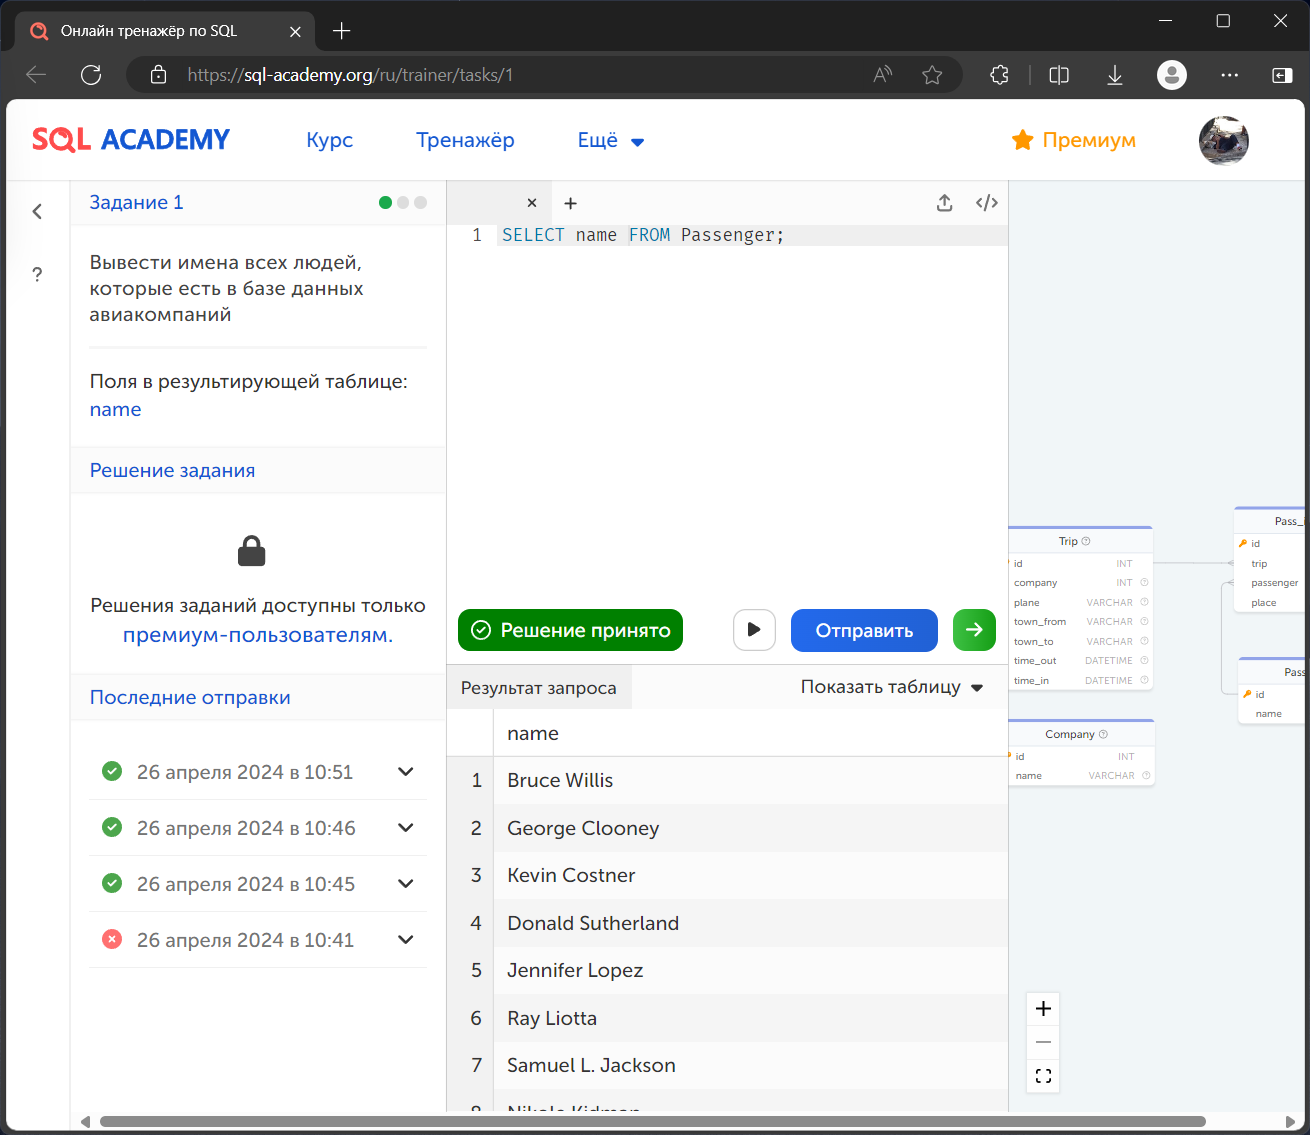 Онлайн тренажёр по SQL
https://sql-academy.org/ru/trainer/tasks/1
SQL ACADEMY
Курс
Тренажёр
Ещё
Премиум
Задание 1
Вывести имена всех людей,
которые есть в базе данных
авиакомпаний
Поля в результирующей таблице:
name
Решение задания
Решения заданий доступны только
премиум-пользователям.
Последние отправки
26 апреля 2024 в 10:51
26 апреля 2024 в 10:46
26 апреля 2024 в 10:45
26 апреля 2024 в 10:41
1 SELECT name FROM Passenger;
Решение принято
Отправить
Результат запроса
Показать таблицу
name
1 Bruce Willis
2 George Clooney
3 Kevin Costner
4 Donald Sutherland
5 Jennifer Lopez
6 Ray Liotta
7 Samuel L. Jackson
Trip
id INT
company INT
plane VARCHAR
town_from VARCHAR
town_to VARCHAR
time_out DATETIME
time_in DATETIME
Company
id INT
name VARCHAR
Pass_
id
trip
passenger
place
Pass
id
name